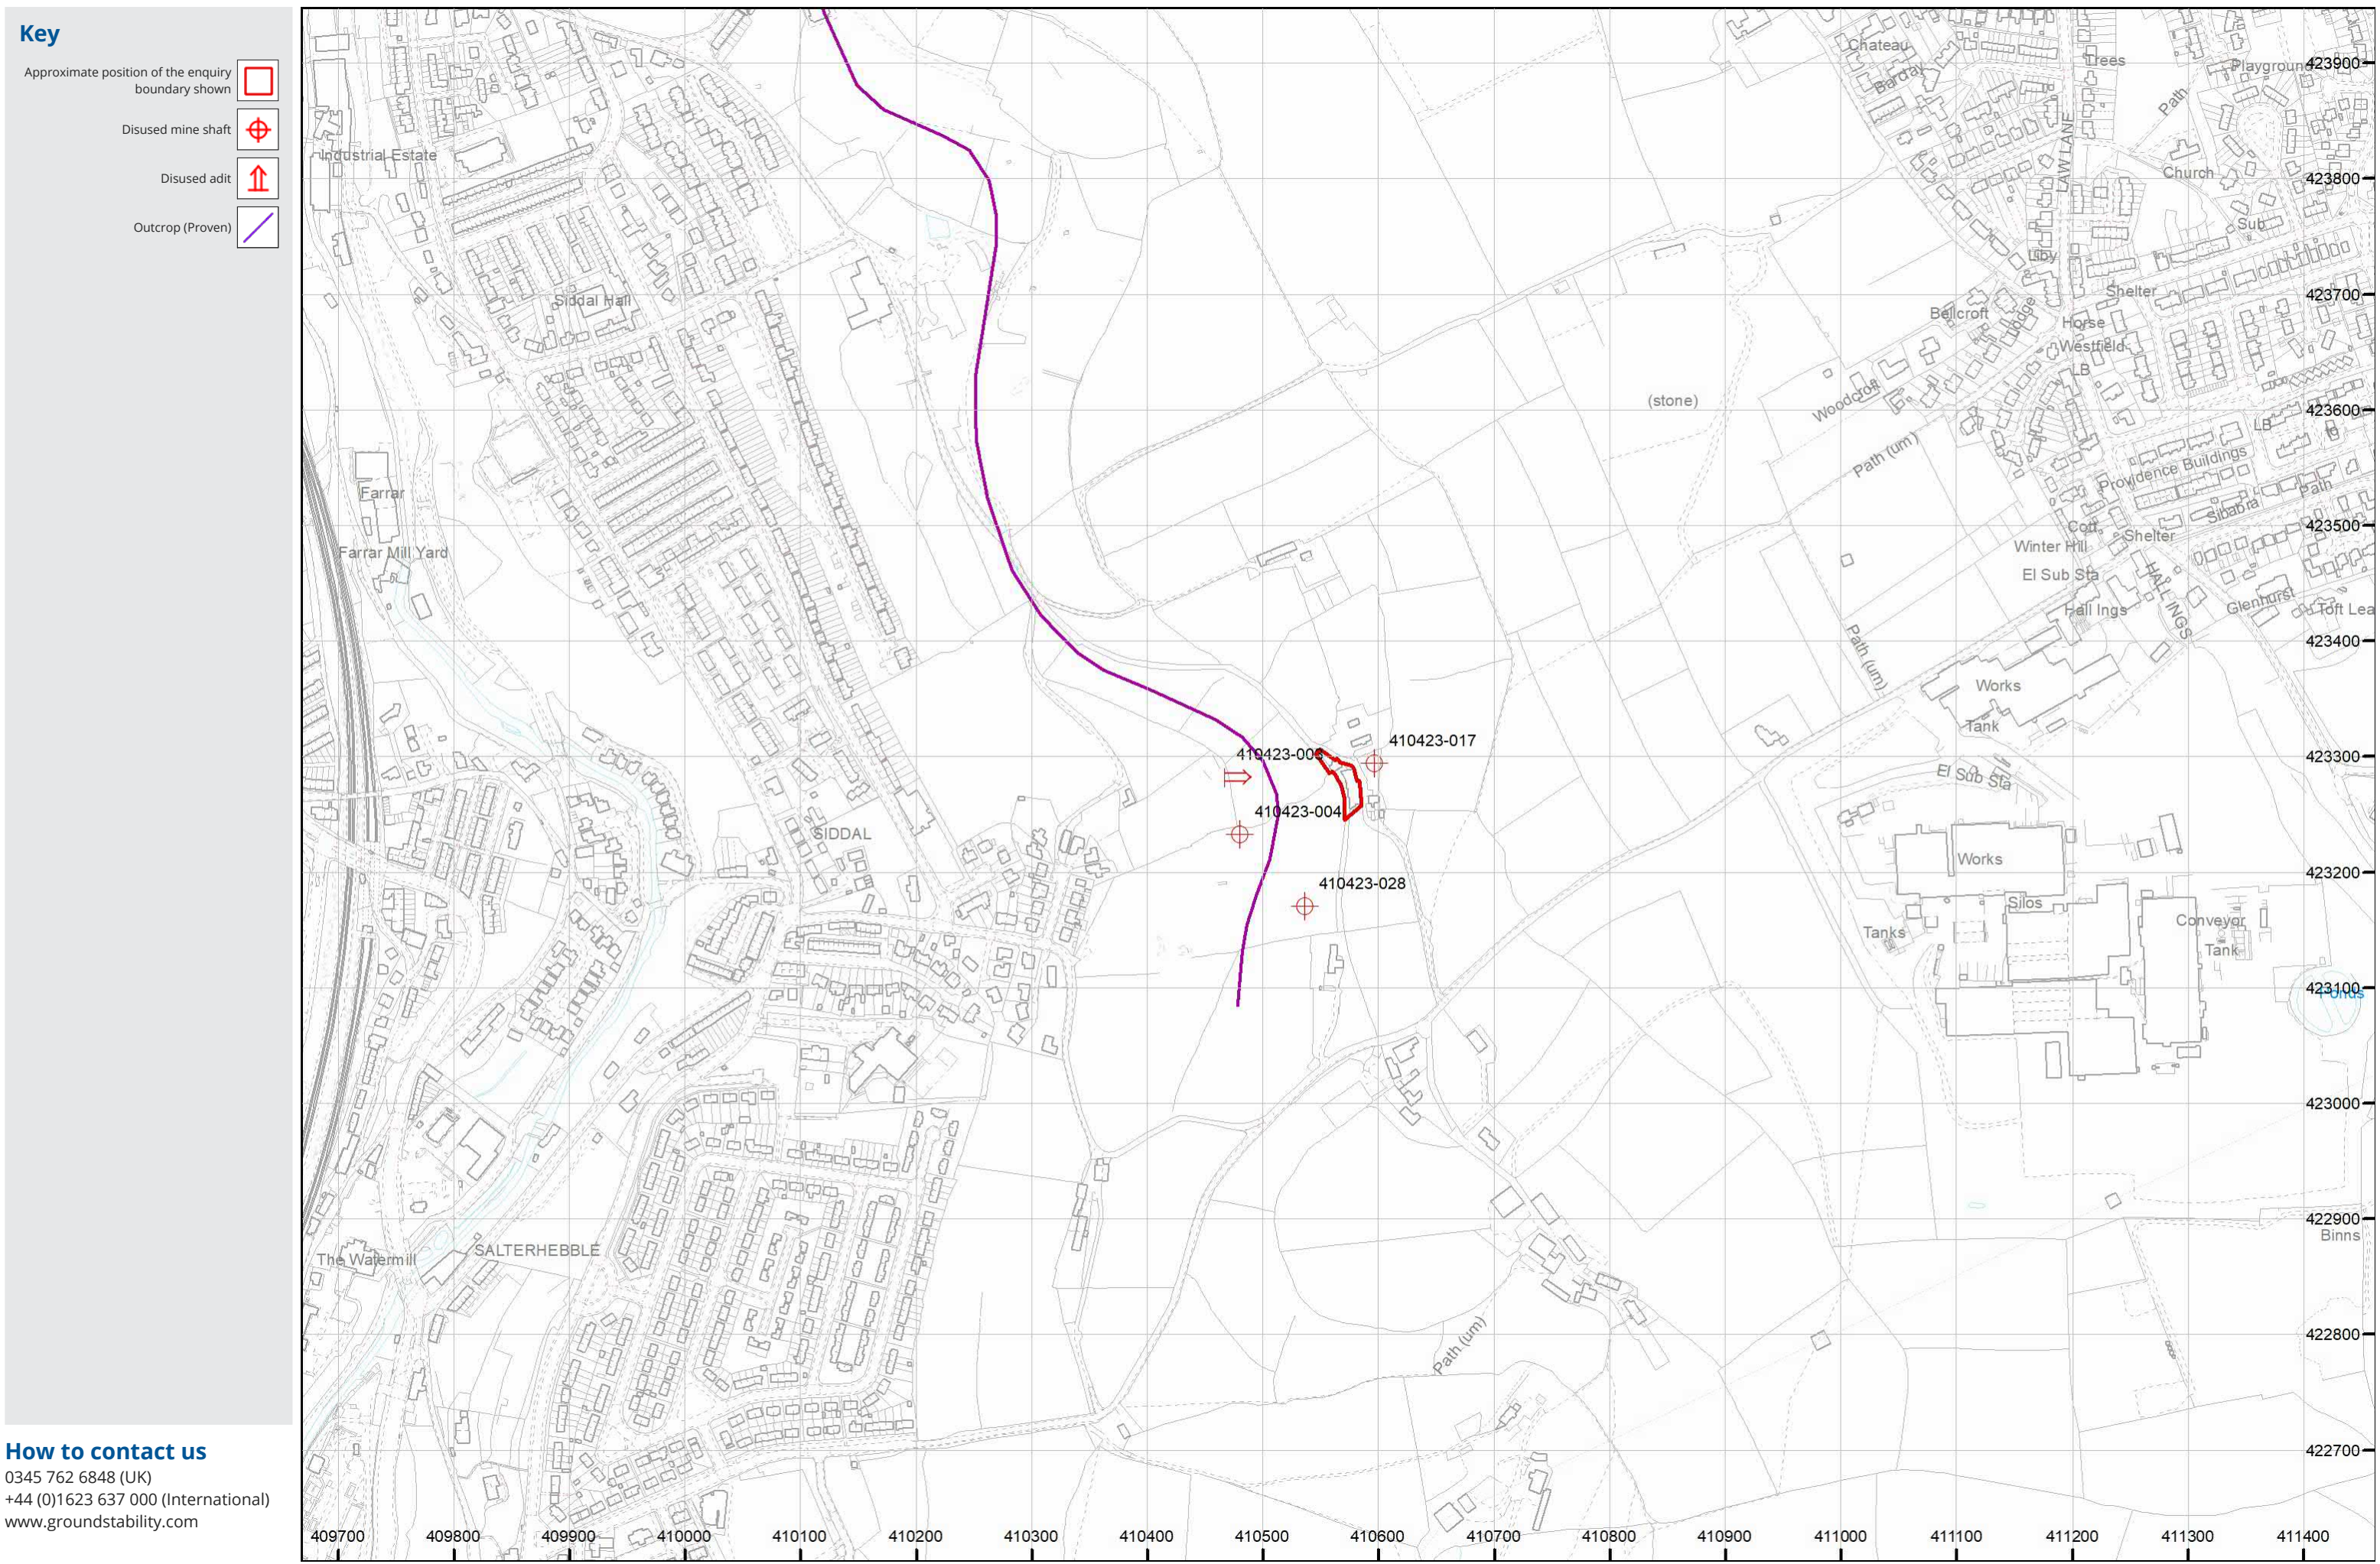 Key
Approximate position of the enquiry
boundary shown
Disused mine shaft
Disused adit
Outcrop (Proven)
How to contact us
0345 762 6848 (UK)
+44 (0)1623 637 000 (International)
www.groundstability.com
Chateau
Barday
Trees
Playground
Path
LAW LANE
Church
Sub
Liby
Shelter
Bellcroft
Lodge
Horse
Westfield
LB
Woodcroft
(stone)
Path (um)
LB
Providence Buildings
Path
Sibabra
Cott
Shelter
Winter Hill
El Sub Sta
HALL INGS
Hall Ings
Glenhurst
Toft Lea
Path (um)
Works
Tank
El Sub Sta
Works
Silos
Tanks
Conveyor
Tank
Ponds
Binns
Path (um)
Industrial Estate
Siddal Hall
Farrar
Farrar Mill Yard
SIDDAL
SALTERHEBBLE
The Watermill
410423-017
410423-004
410423-028
423900
423800
423700
423600
423500
423400
423300
423200
423100
423000
422900
422800
422700
409700
409800
409900
410000
410100
410200
410300
410400
410500
410600
410700
410800
410900
411000
411100
411200
411300
411400